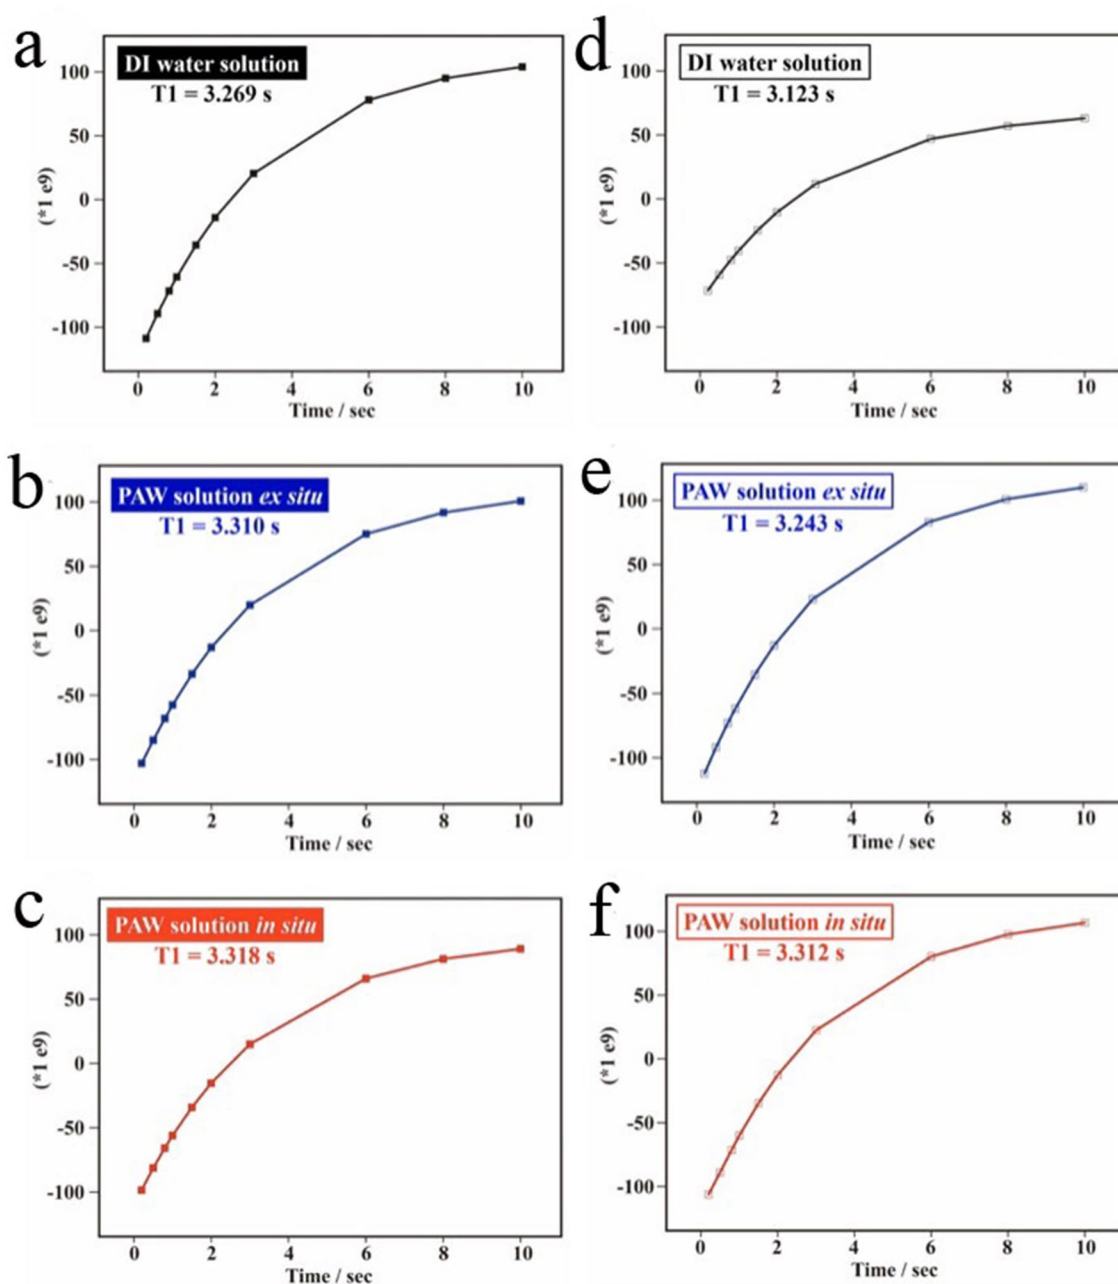 a
DI water solution
T1 = 3.269 s
100
50
0
-50
-100
(*1 e9)
0 2 4 6 8 10
Time / sec
d
DI water solution
T1 = 3.123 s
100
50
0
-50
-100
(*1 e9)
0 2 4 6 8 10
Time / sec
b
PAW solution ex situ
T1 = 3.310 s
100
50
0
-50
-100
(*1 e9)
0 2 4 6 8 10
Time / sec
e
PAW solution ex situ
T1 = 3.243 s
100
50
0
-50
-100
(*1 e9)
0 2 4 6 8 10
Time / sec
c
PAW solution in situ
T1 = 3.318 s
100
50
0
-50
-100
(*1 e9)
0 2 4 6 8 10
Time / sec
f
PAW solution in situ
T1 = 3.312 s
100
50
0
-50
-100
(*1 e9)
0 2 4 6 8 10
Time / sec